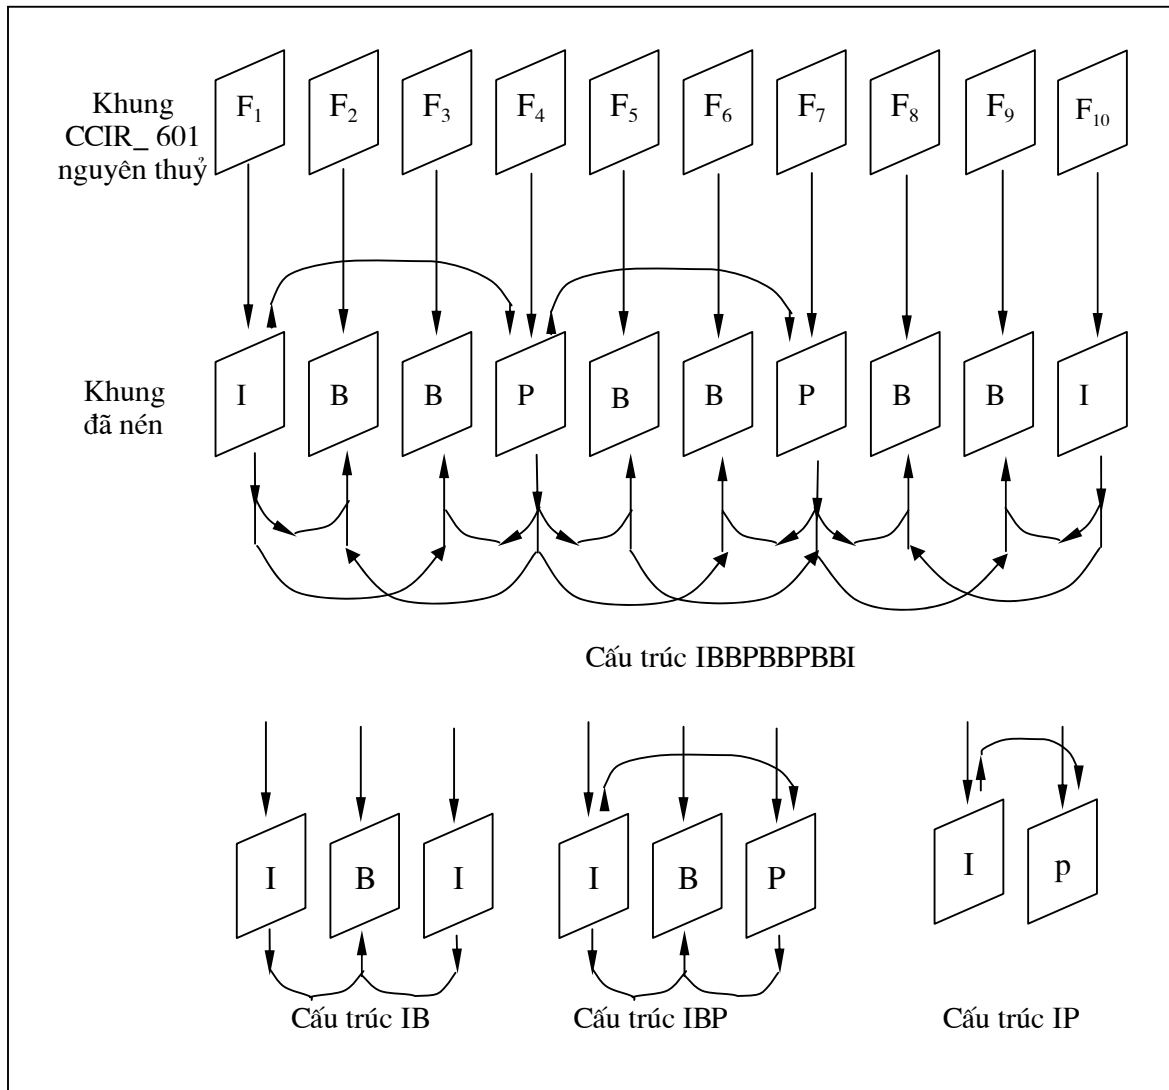 F1 F2 F3 F4 F5 F6 F7 F8 F9 F10
Khung
CCIR_ 601
nguyên thuỷ
I B B P B B P B B I
Khung
đã nén
Cấu trúc IBBPBBPBBI
I B I I B P I p
Cấu trúc IB Cấu trúc IBP Cấu trúc IP